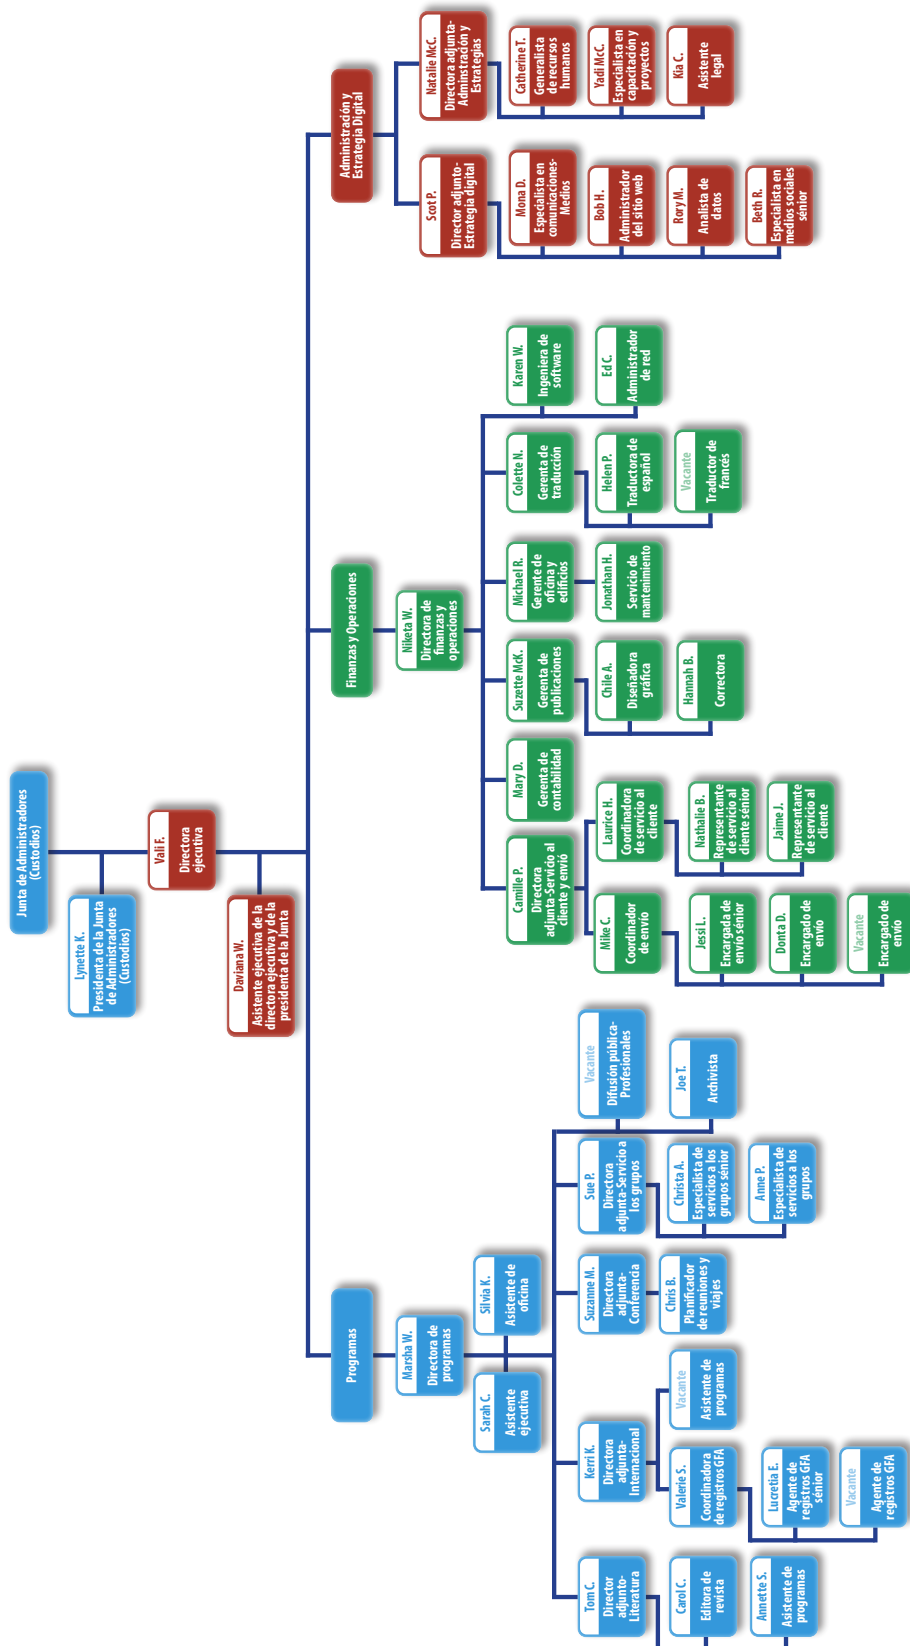 Junta de Administradores
(Custodios)
Lynette K.
Presidenta de la Junta
de Administradores
(Custodios)
Vali F.
Directora
ejecutiva
Daviana W.
Asistente ejecutiva de la
directora ejecutiva y de la
presidenta de la Junta
Programas
Marsha W.
Directora de
programas
Sarah C.
Asistente
ejecutiva
Silvia K.
Asistente de
oficina
Tom C.
Director
adjunto-
Literatura
Carol C.
Editora de
revista
Annette S.
Asistente de
programas
Kerri K.
Directora
adjunta-
Internacional
Valerie S.
Coordinadora
de registros GFA
Lucretia E.
Agente de
registros GFA
sénior
Vacante
Agente de
registros GFA
Vacante
Asistente de
programas
Suzanne M.
Directora
adjunta-
Conferencia
Chris B.
Planificador
de reuniones y
viajes
Sue P.
Directora
adjunta-Servicio a
los grupos
Christa A.
Especialista de
servicios a los
grupos sénior
Anne P.
Especialista de
servicios a los
grupos
Vacante
Difusión pública-
Profesionales
Joe T.
Archivista
Finanzas y Operaciones
Niketa W.
Directora de
finanzas y
operaciones
Camille P.
Directora
adjunta-Servicio al
cliente y envió
Mike C.
Coordinador
de envío
Jessi L.
Encargada de
envío sénior
Donta D.
Encargado de
envío
Vacante
Encargado de
envío
Laurice H.
Coordinadora
de servicio al
cliente
Nathalie B.
Representante
de servicio al
cliente sénior
Jaime J.
Representante
de servicio al
cliente
Mary D.
Gerenta de
contabilidad
Suzette McK.
Gerenta de
publicaciones
Chile A.
Diseñadora
gráfica
Hannah B.
Correctora
Michael R.
Gerente de
oficina y
edificios
Jonathan H.
Servicio de
mantenimiento
Colette N.
Gerenta de
traducción
Helen P.
Traductora de
español
Vacante
Traductor de
francés
Karen W.
Ingeniera de
software
Ed C.
Administrador
de red
Administración y
Estrategia Digital
Scot P.
Director adjunto-
Estrategia digital
Mona D.
Especialista en
comunicaciones-
Medios
Bob H.
Administrador
del sitio web
Rory M.
Analista de
datos
Beth R.
Especialista en
medios sociales
sénior
Natalie McC.
Directora adjunta-
Adminstración y
Estrategias
Catherine T.
Generalista
de recursos
humanos
Yadi McC.
Especialista en
capacitación y
proyectos
Kia C.
Asistente
legal